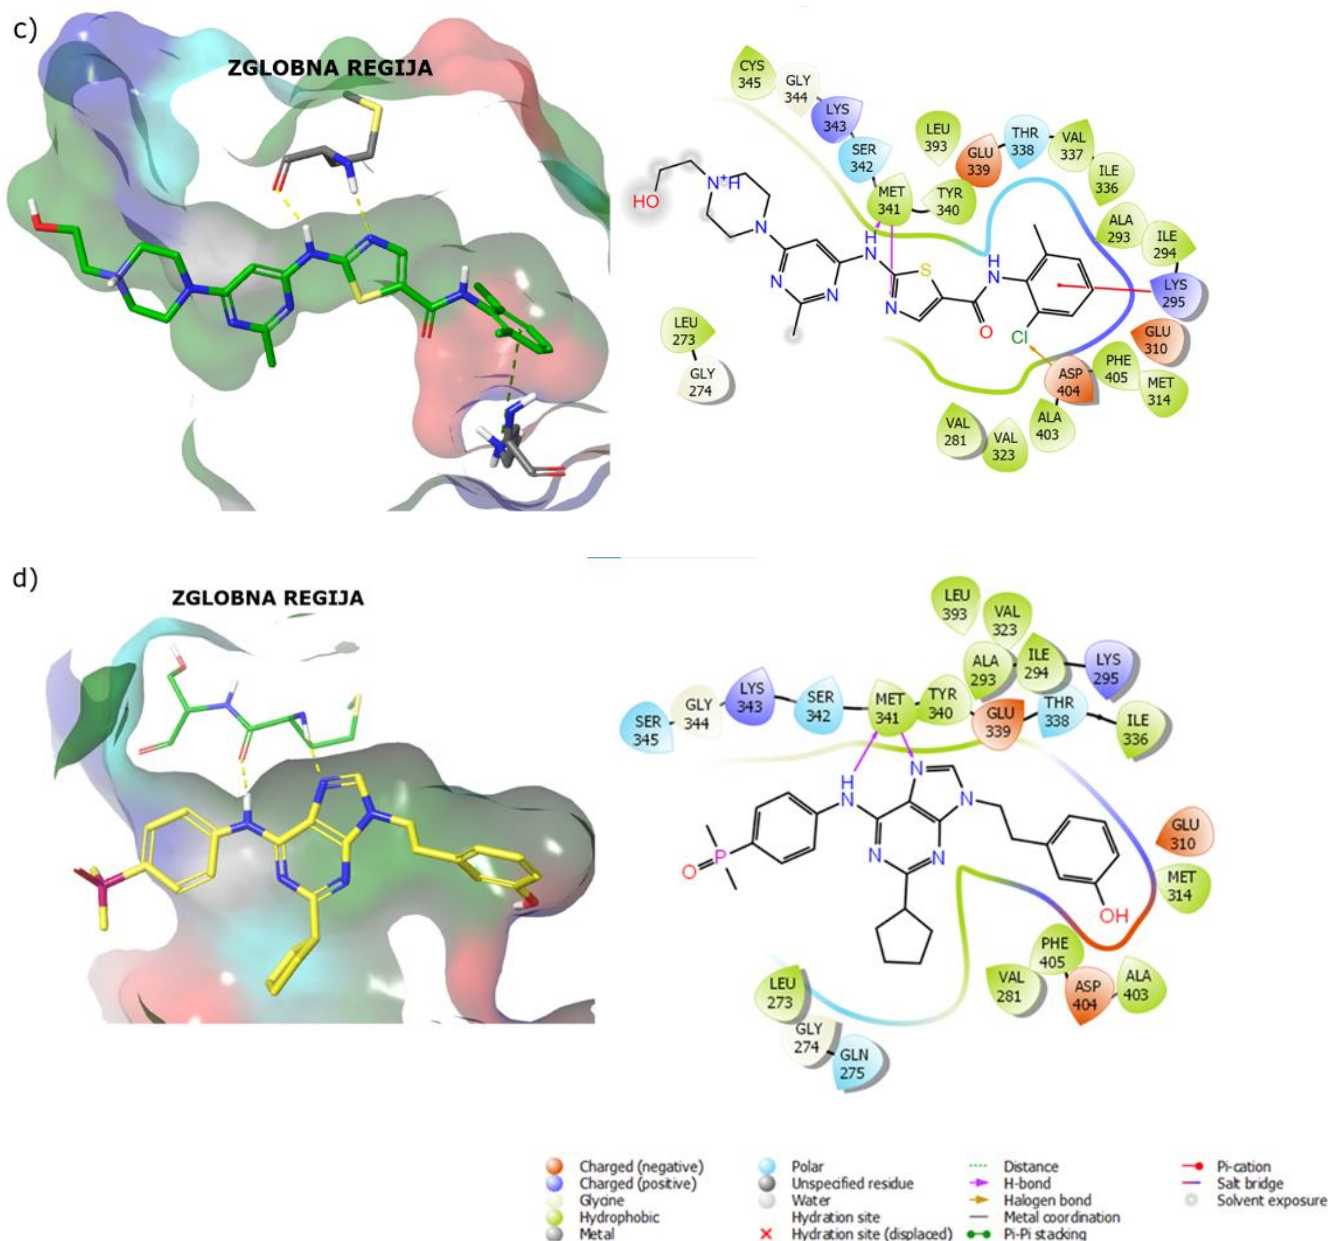 c)
ZGLOBNA REGIJA
CYS
345
GLY
344
LYS
343
SER
342
LEU
393
MET
341
TYR
340
GLU
339
THR
338
VAL
337
ILE
336
ALA
293
ILE
294
LYS
295
GLU
310
PHE
405
MET
314
ASP
404
ALA
403
VAL
323
VAL
281
LEU
273
GLY
274
HO
N+H
N
N
N
H
N
S
N
H
N
O
Cl
d)
ZGLOBNA REGIJA
LEU
393
VAL
323
ALA
293
ILE
294
LYS
295
SER
345
GLY
344
LYS
343
SER
342
MET
341
TYR
340
GLU
339
THR
338
ILE
336
GLU
310
MET
314
PHE
405
VAL
281
ASP
404
ALA
403
LEU
273
GLY
274
GLN
275
O
P
H
N
N
N
N
N
OH
Charged (negative)
Charged (positive)
Glycine
Hydrophobic
Metal
Polar
Unspecified residue
Water
Hydration site
Hydration site (displaced)
Distance
H-bond
Halogen bond
Metal coordination
Pi-Pi stacking
Pi-cation
Salt bridge
Solvent exposure